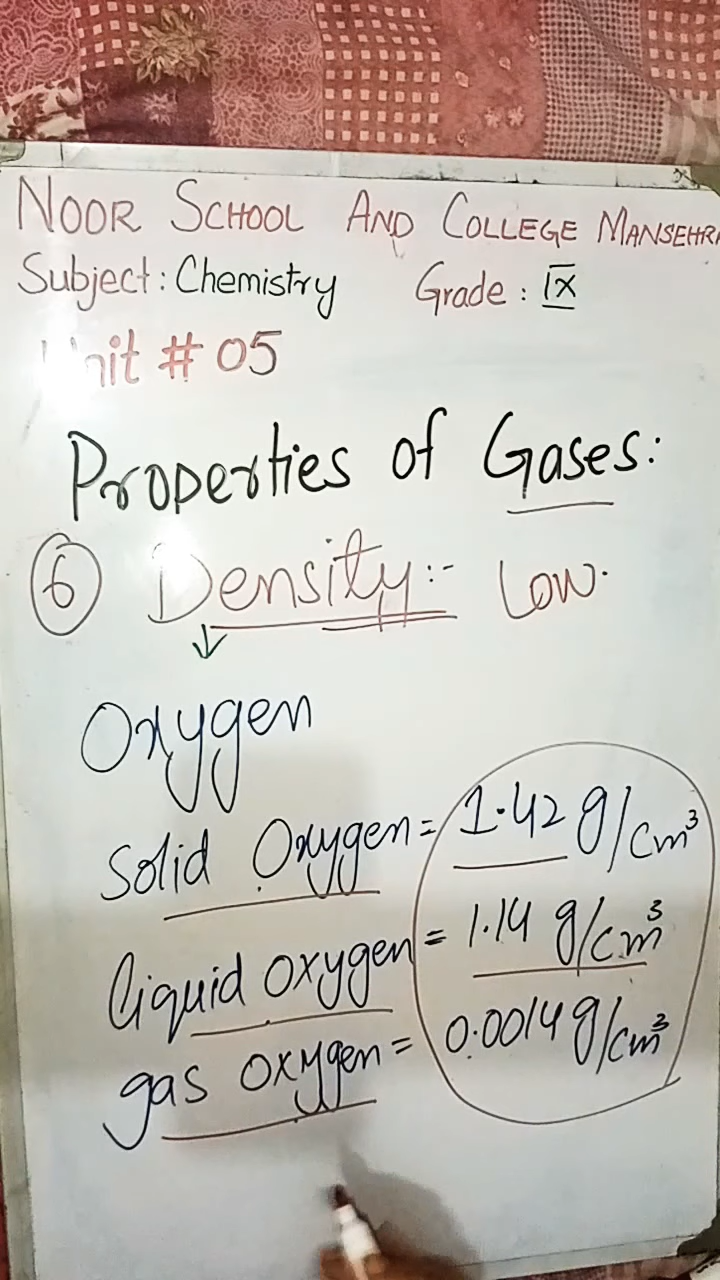 NOOR SCHOOL AND COLLEGE MANSEHRA
Subject: Chemistry Grade: IX
Unit # 05
Properties of Gases:
6 Density:- Low.
Oxygen
Solid Oxygen = 1.42 g/cm³
liquid oxygen = 1.14 g/cm³
gas oxygen = 0.0014 g/cm³